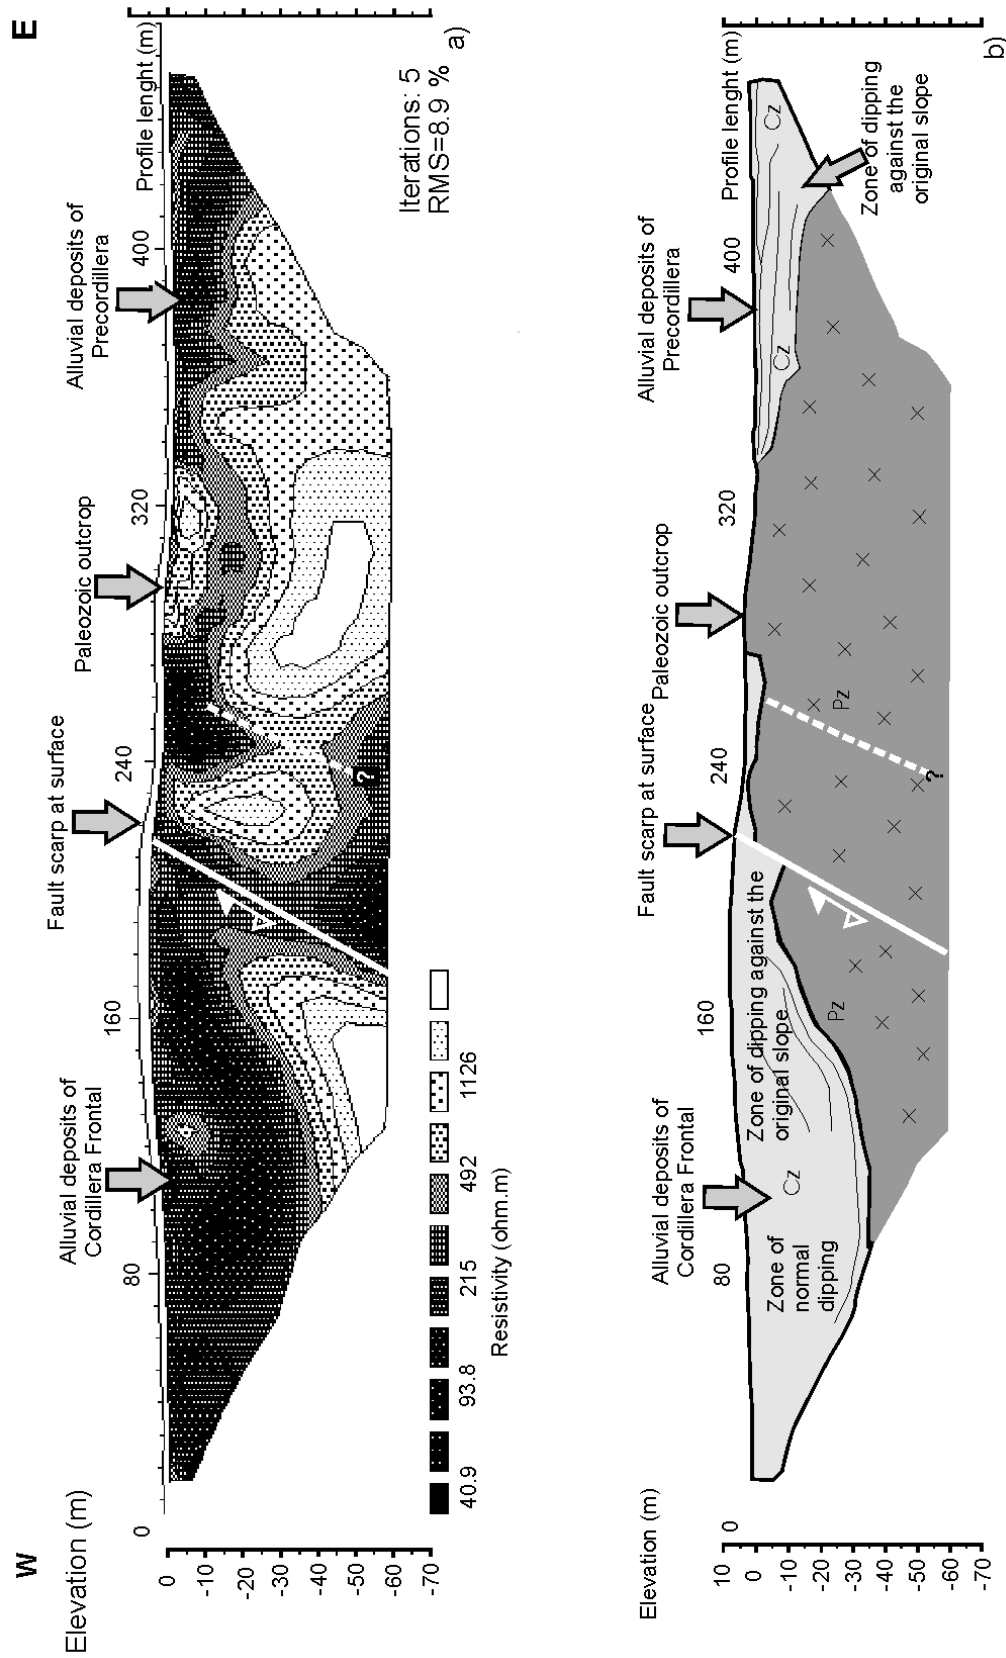 W
E
Elevation (m)
Alluvial deposits of
Cordillera Frontal
Fault scarp at surface
Paleozoic outcrop
Alluvial deposits of
Precordillera
0
80
160
240
320
400
Profile lenght (m)
0
-10
-20
-30
-40
-50
-60
-70
?
40.9
93.8
215
492
1126
Resistivity (ohm.m)
Iterations: 5
RMS=8.9 %
a)
Elevation (m)
Alluvial deposits of
Cordillera Frontal
Fault scarp at surface
Paleozoic outcrop
Alluvial deposits of
Precordillera
0
80
160
240
320
400
Profile lenght (m)
10
0
-10
-20
-30
-40
-50
-60
-70
Zone of
normal
dipping
Cz
Zone of dipping against the
original slope
Pz
Pz
?
Cz
Cz
Zone of dipping
against the
original slope
b)